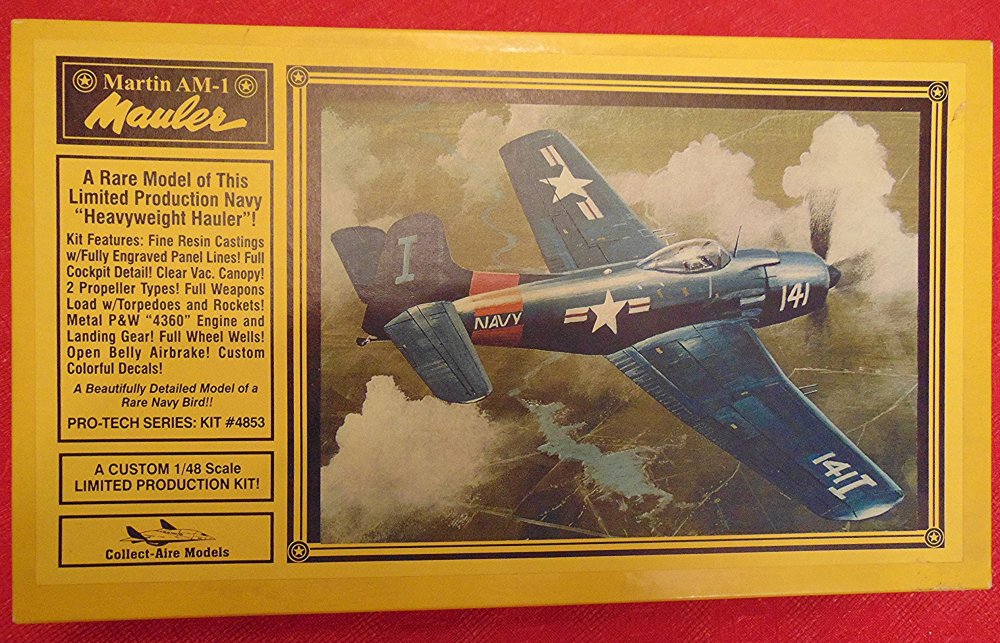 Martin AM-1
Mauler
A Rare Model of This
Limited Production Navy
"Heavyweight Hauler"!
Kit Features: Fine Resin Castings
w/Fully Engraved Panel Lines! Full
Cockpit Detail! Clear Vac. Canopy!
2 Propeller Types! Full Weapons
Load w/Torpedoes and Rockets!
Metal P&W "4360" Engine and
Landing Gear! Full Wheel Wells!
Open Belly Airbrake! Custom
Colorful Decals!
A Beautifully Detailed Model of a
Rare Navy Bird!!
PRO-TECH SERIES: KIT #4853
A CUSTOM 1/48 Scale
LIMITED PRODUCTION KIT!
Collect-Aire Models
I
NAVY
141
141I